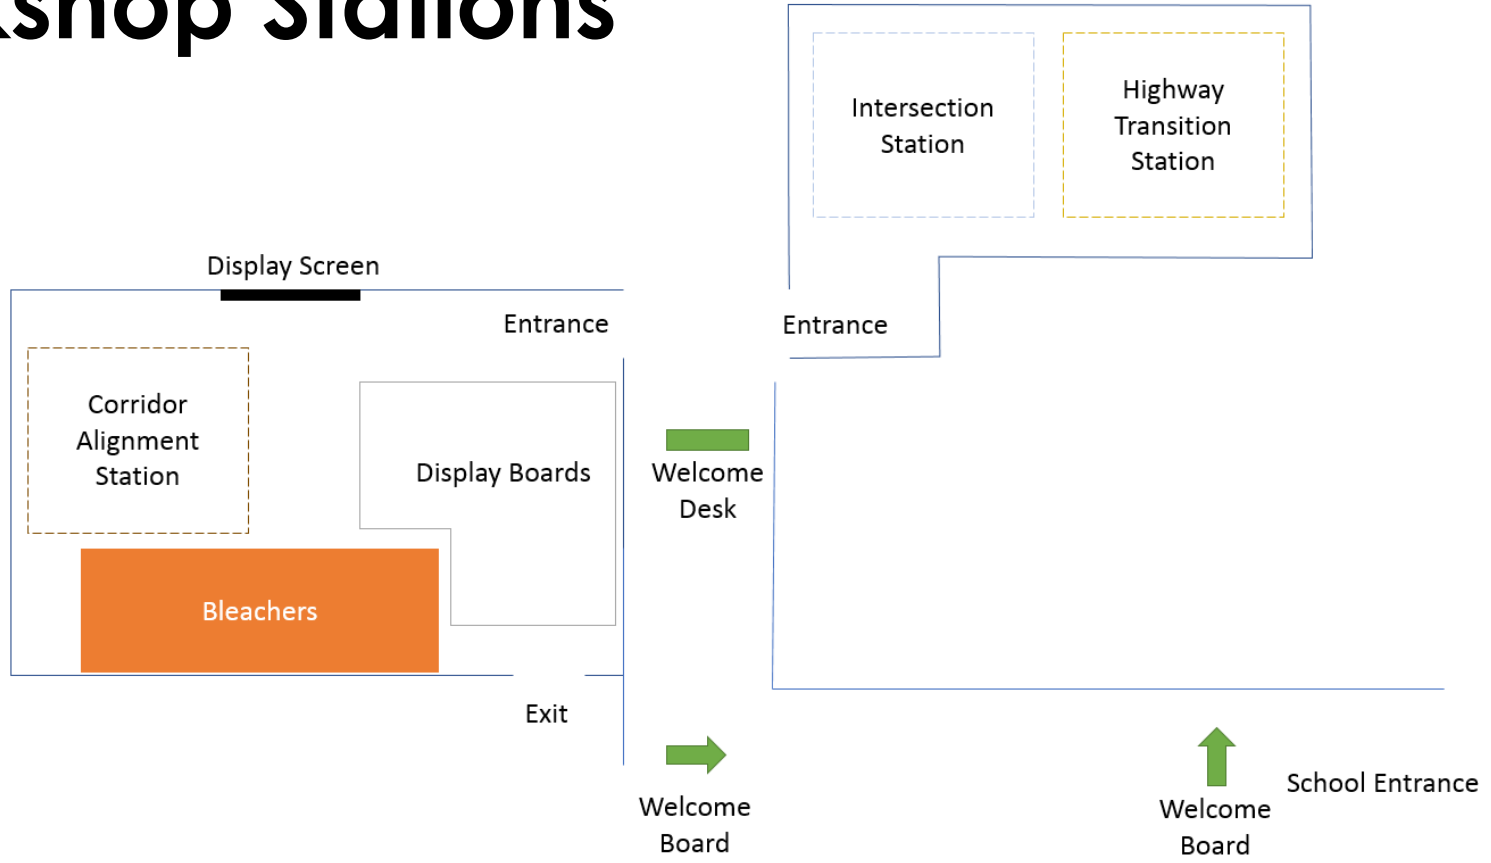 Stations
Intersection
Station
Highway
Transition
Station
Display Screen
Entrance
Entrance
Corridor
Alignment
Station
Display Boards
Welcome
Desk
Bleachers
Exit
Welcome
Board
School Entrance
Welcome
Board